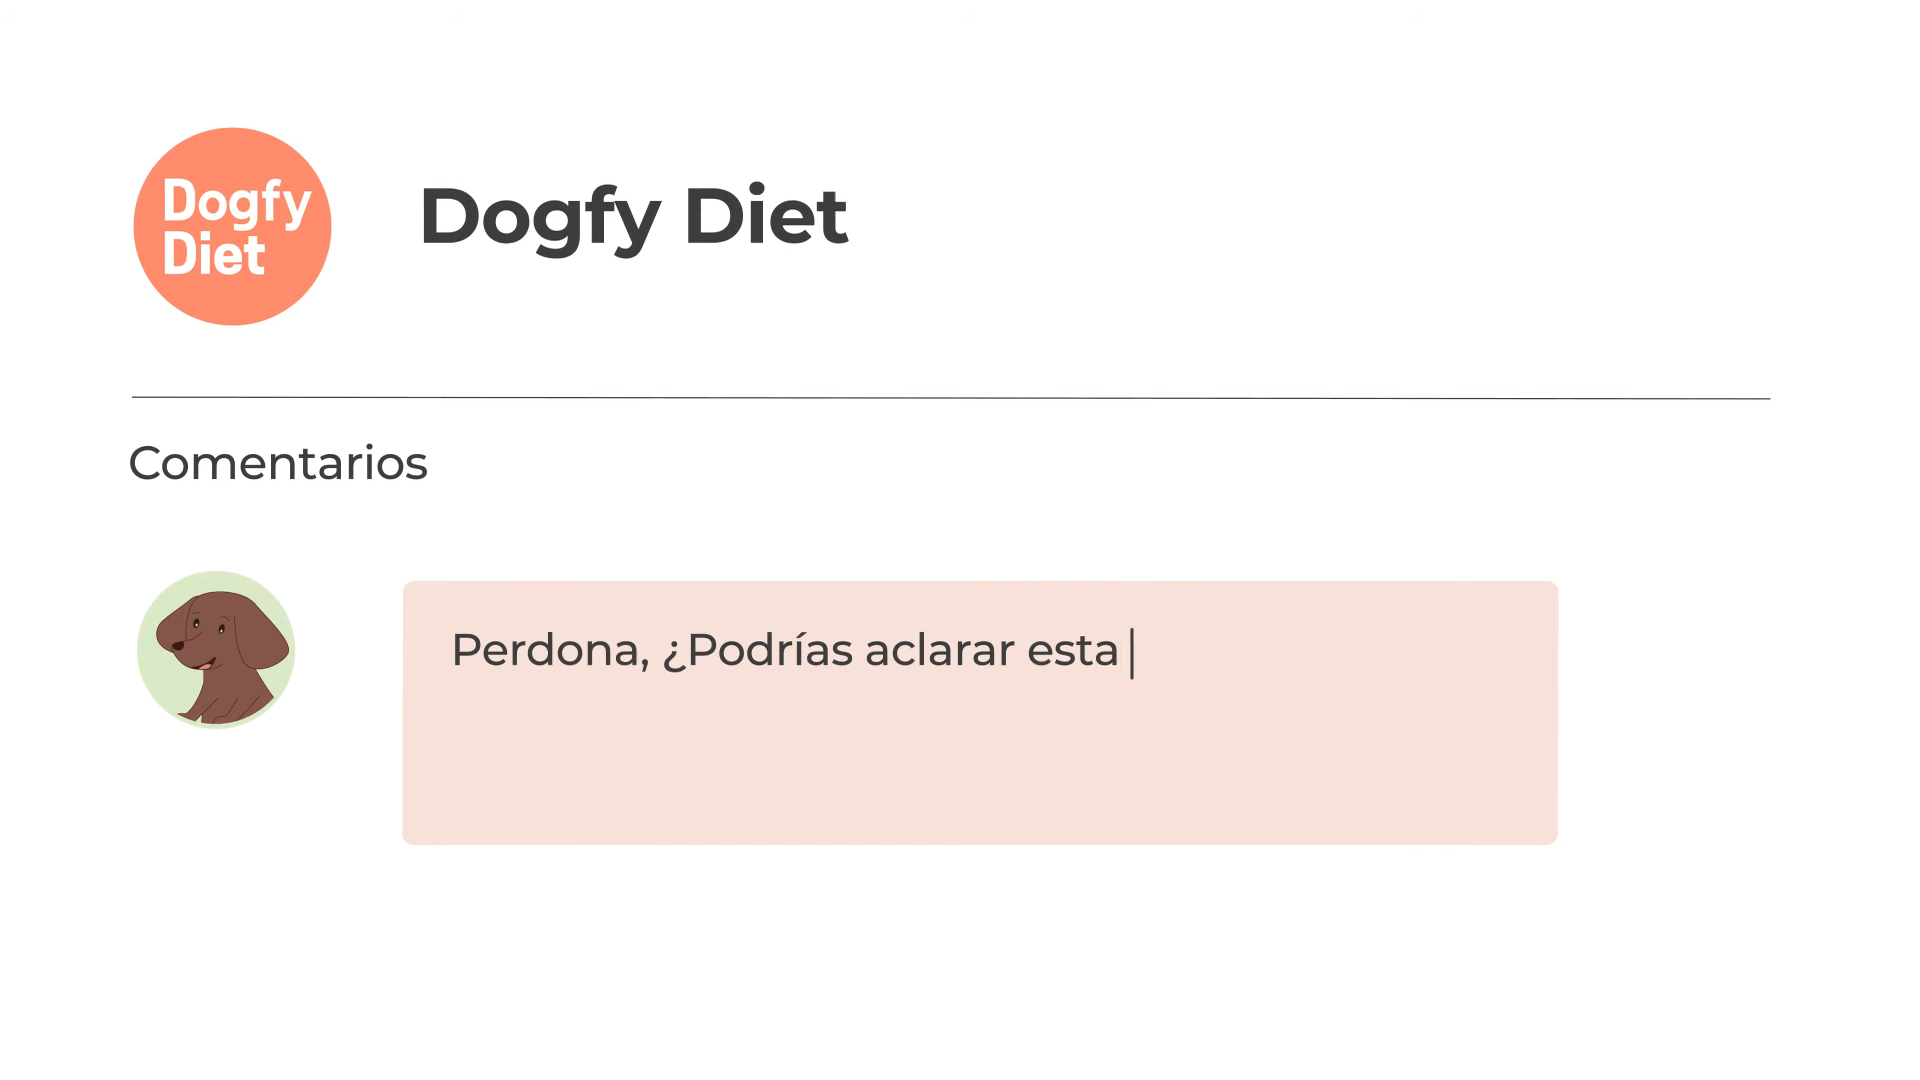 Dogfy
Diet
Dogfy Diet
Comentarios
Perdona, ¿Podrías aclarar esta